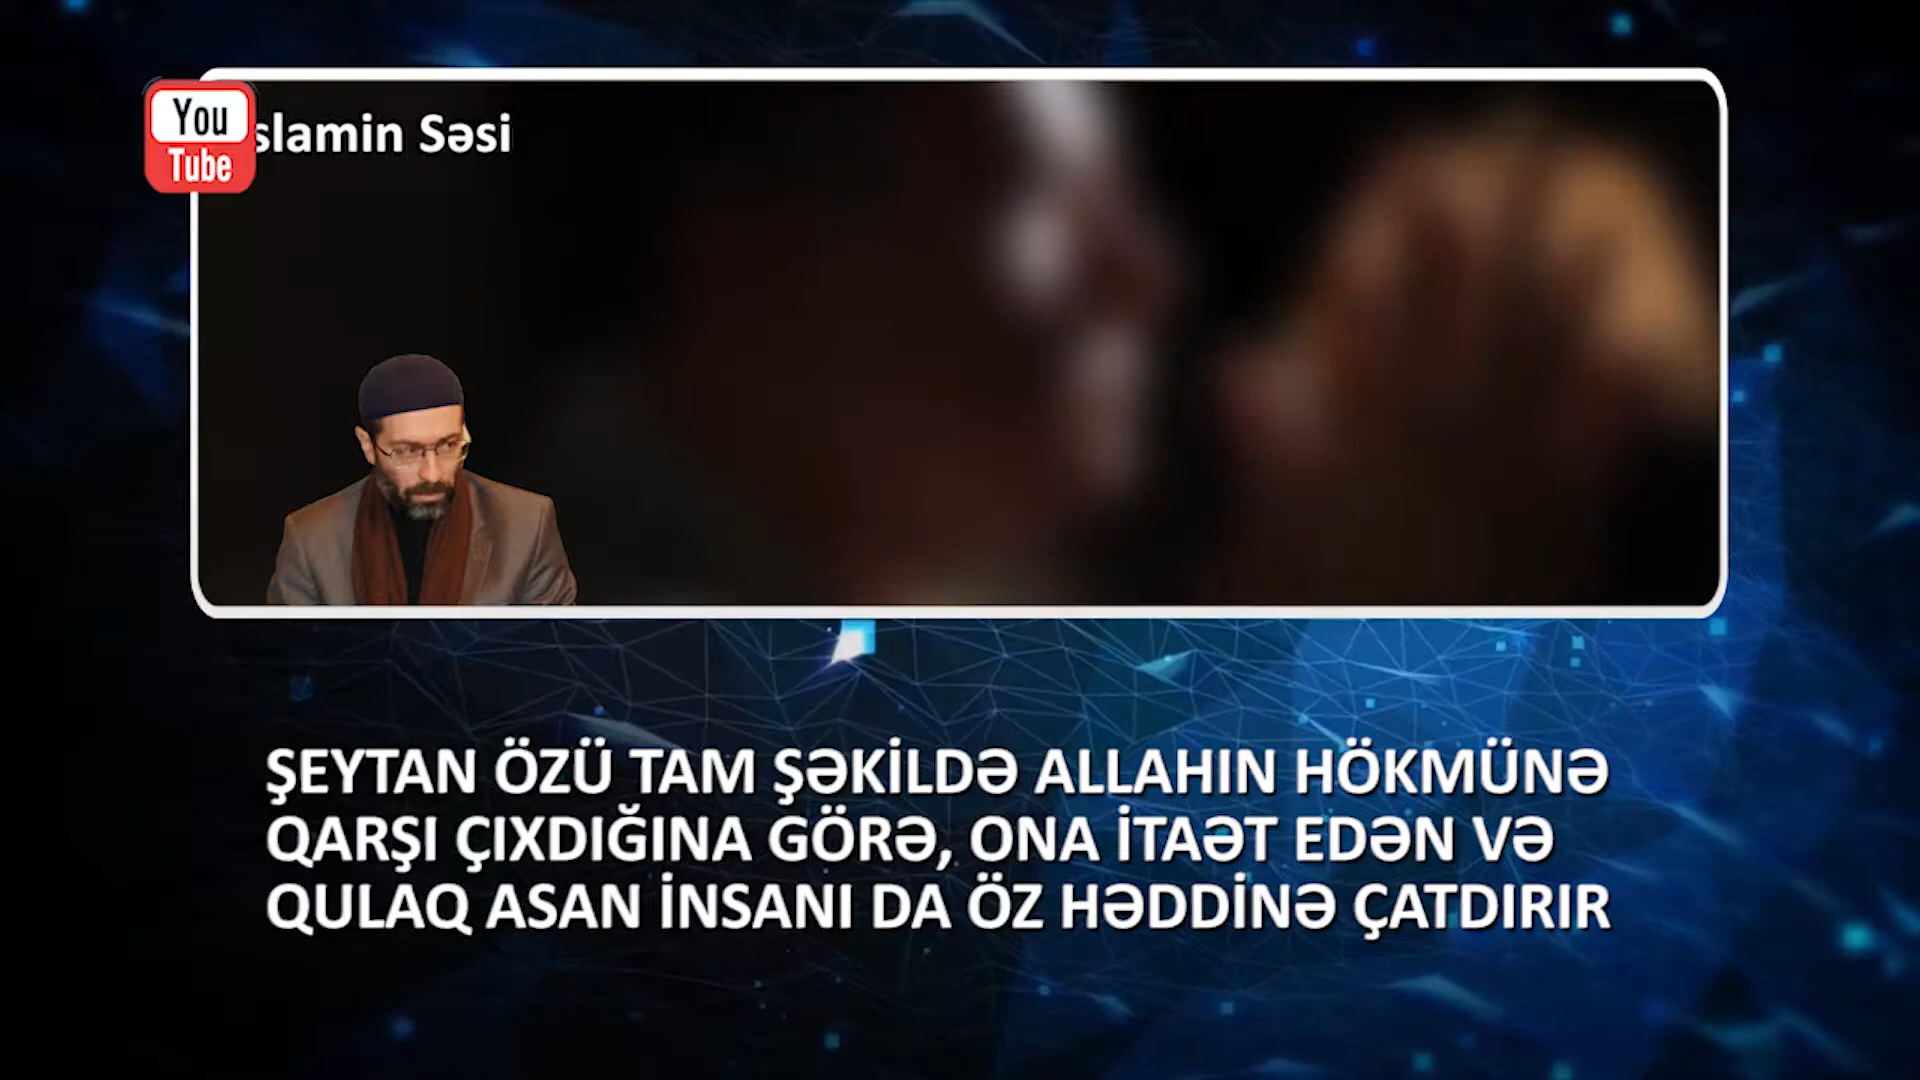 You
Tube
slamin Səsi
ŞEYTAN ÖZÜ TAM ŞƏKİLDƏ ALLAHIN HÖKMÜNƏ
QARŞI ÇIXDIĞINA GÖRƏ, ONA İTAƏT EDƏN VƏ
QULAQ ASAN İNSANI DA ÖZ HƏDDİNƏ ÇATDIRIR